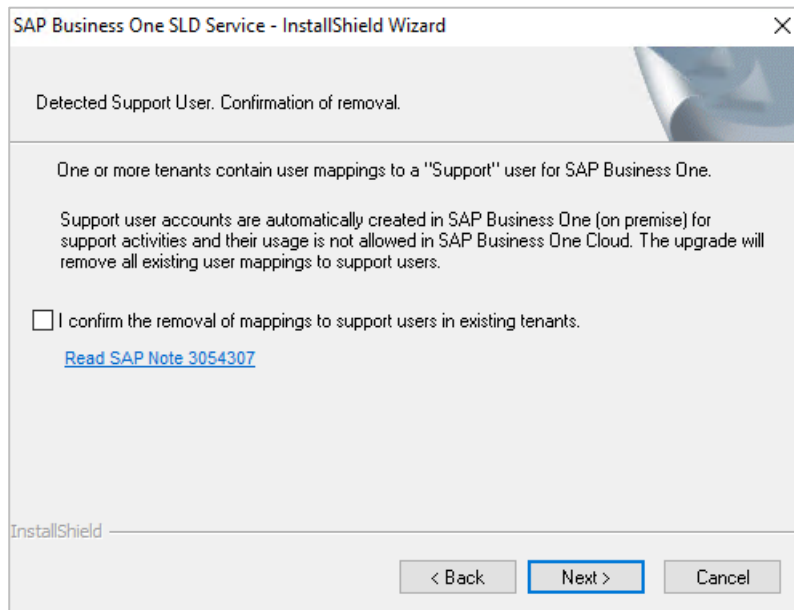 SAP Business One SLD Service - InstallShield Wizard
Detected Support User. Confirmation of removal.
One or more tenants contain user mappings to a "Support" user for SAP Business One.
Support user accounts are automatically created in SAP Business One (on premise) for
support activities and their usage is not allowed in SAP Business One Cloud. The upgrade will
remove all existing user mappings to support users.
I confirm the removal of mappings to support users in existing tenants.
Read SAP Note 3054307
InstallShield
< Back Next > Cancel